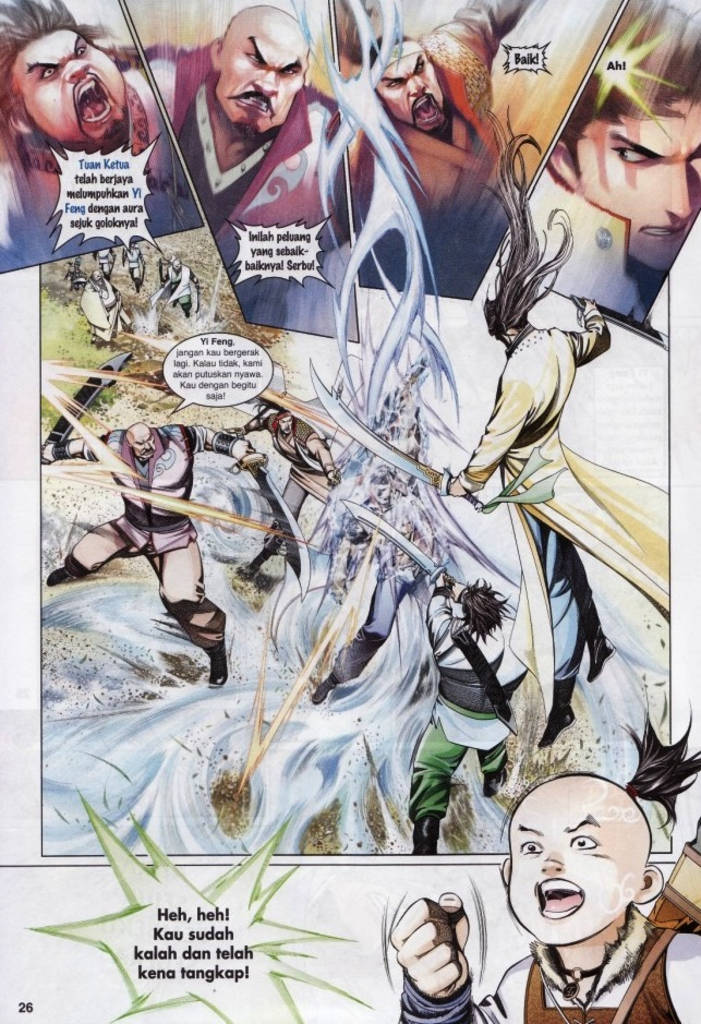 Tuan Ketua
telah berjaya
melumpuhkan Yi
Feng dengan aura
sejuk goloknya!
Inilah peluang
yang sebaik-
baiknya! Serbu!
Baik!
Ah!
Yi Feng,
jangan kau bergerak
lagi. Kalau tidak, kami
akan putuskan nyawa.
Kau dengan begitu
saja!
Heh, heh!
Kau sudah
kalah dan telah
kena tangkap!
26